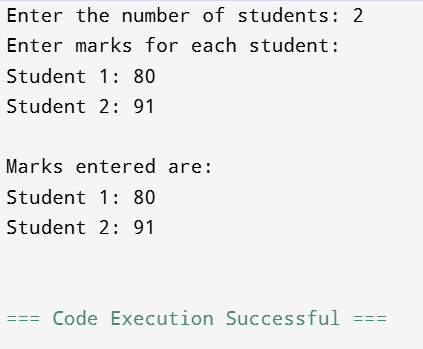 Enter the number of students: 2
Enter marks for each student:
Student 1: 80
Student 2: 91
Marks entered are:
Student 1: 80
Student 2: 91
=== Code Execution Successful ===